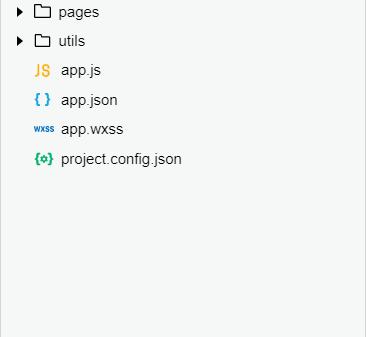 pages
utils
JS app.js
{ } app.json
WXSS app.wxss
{} project.config.json